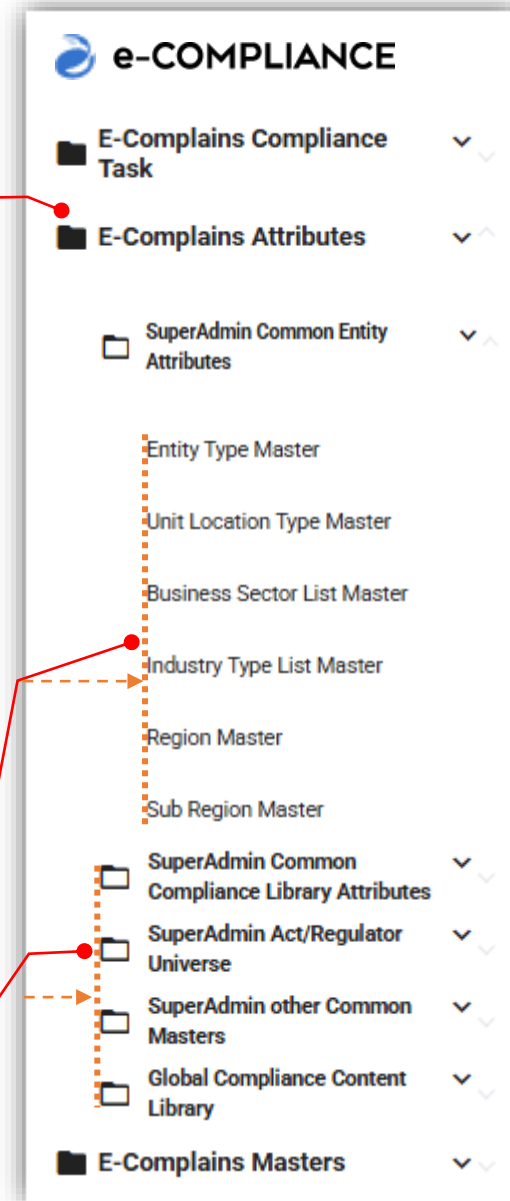 e-COMPLIANCE
E-Complains Compliance
Task
E-Complains Attributes
SuperAdmin Common Entity
Attributes
Entity Type Master
Unit Location Type Master
Business Sector List Master
Industry Type List Master
Region Master
Sub Region Master
SuperAdmin Common
Compliance Library Attributes
SuperAdmin Act/Regulator
Universe
SuperAdmin other Common
Masters
Global Compliance Content
Library
E-Complains Masters